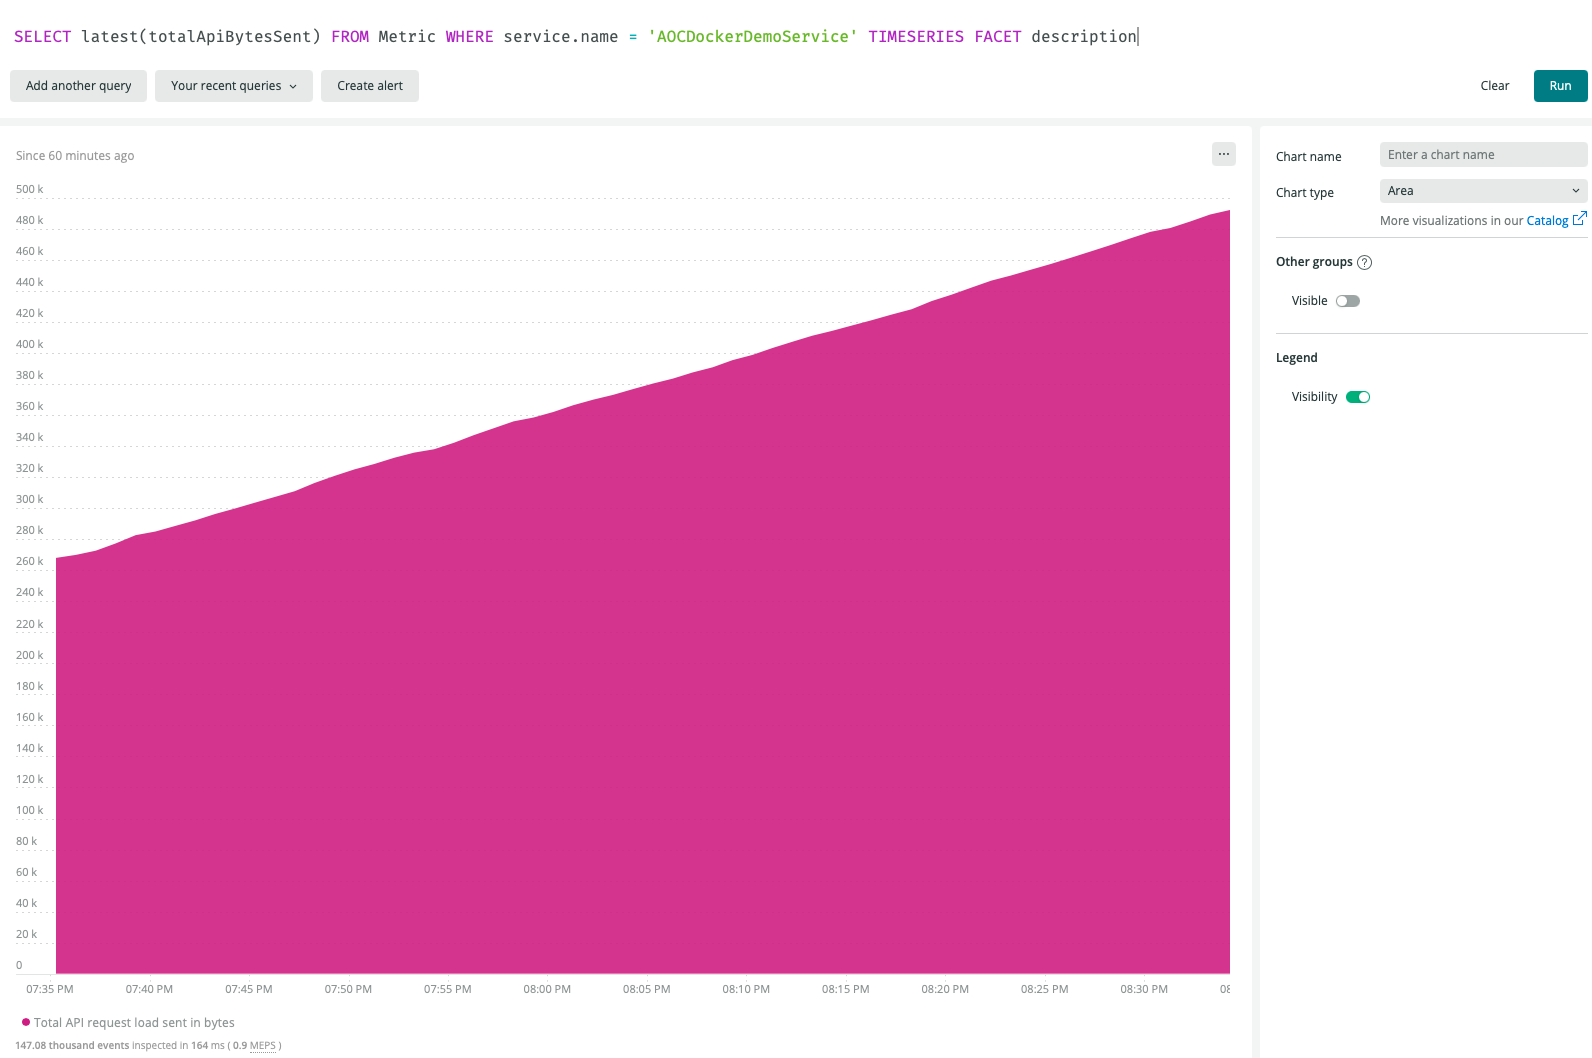 SELECT latest(totalApiBytesSent) FROM Metric WHERE service.name = 'AOCDockerDemoService' TIMESERIES FACET description
Add another query
Your recent queries
Create alert
Clear
Run
Since 60 minutes ago
...
500 k
480 k
460 k
440 k
420 k
400 k
380 k
360 k
340 k
320 k
300 k
280 k
260 k
240 k
220 k
200 k
180 k
160 k
140 k
120 k
100 k
80 k
60 k
40 k
20 k
0
07:35 PM
07:40 PM
07:45 PM
07:50 PM
07:55 PM
08:00 PM
08:05 PM
08:10 PM
08:15 PM
08:20 PM
08:25 PM
08:30 PM
08
Total API request load sent in bytes
147.08 thousand events inspected in 164 ms ( 0.9 MEPS )
Chart name
Enter a chart name
Chart type
Area
More visualizations in our Catalog
Other groups ?
Visible
Legend
Visibility